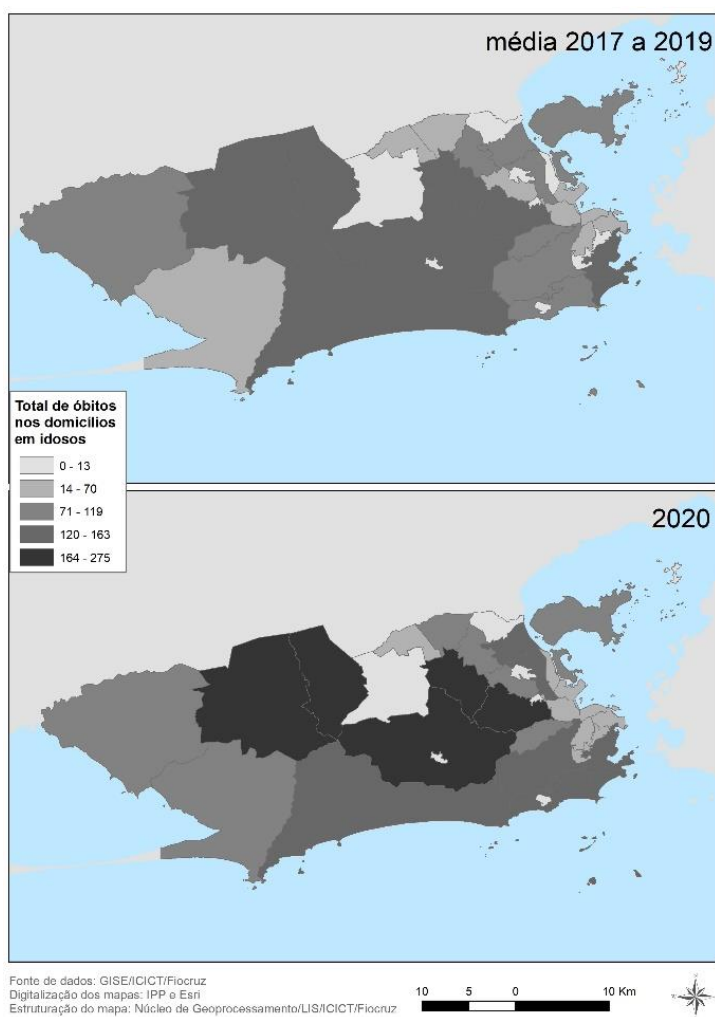 média 2017 a 2019
Total de óbitos
nos domicílios
em idosos
0 - 13
14 - 70
71 - 119
120 - 163
164 - 275
2020
Fonte de dados: GISE/ICICT/Fiocruz
Digitalização dos mapas: IPP e Esri
Estruturação do mapa: Núcleo de Geoprocessamento/LIS/ICICT/Fiocruz
10 5 0 10 Km